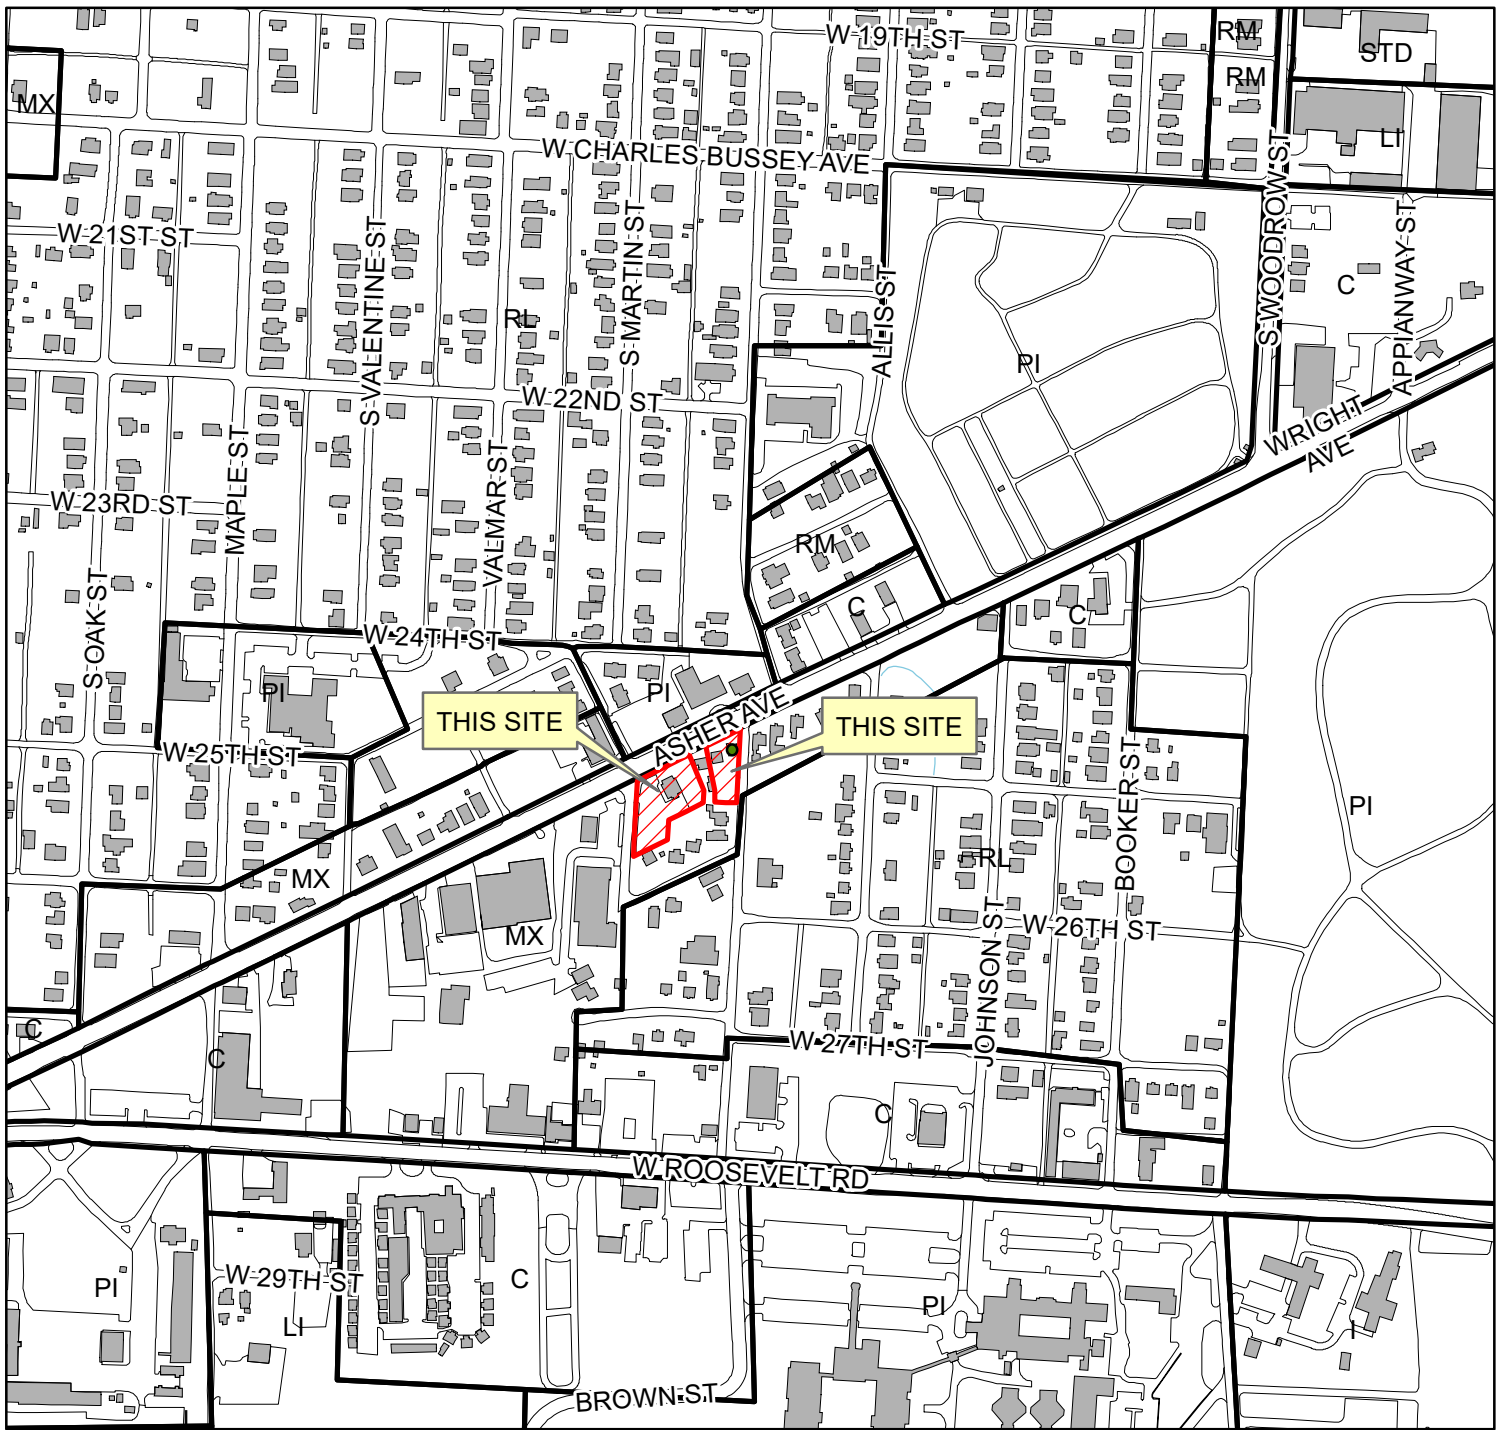 W 19TH ST
RM
STD
RM
MX
LI
W CHARLES BUSSEY AVE
W 21ST ST
S VALENTINE ST
S MARTIN ST
ALLIS ST
S WOODROW ST
APPIANWAY ST
C
RL
PI
W 22ND ST
WRIGHT
AVE
MAPLE ST
VALMAR ST
W 23RD ST
RM
S OAK ST
C
C
W 24TH ST
PI
PI
THIS SITE
ASHER AVE
THIS SITE
W 25TH ST
BOOKER ST
PI
RL
MX
MX
JOHNSON ST
W 26TH ST
C
C
W 27TH ST
C
W ROOSEVELT RD
W 29TH ST
C
PI
PI
LI
I
BROWN ST